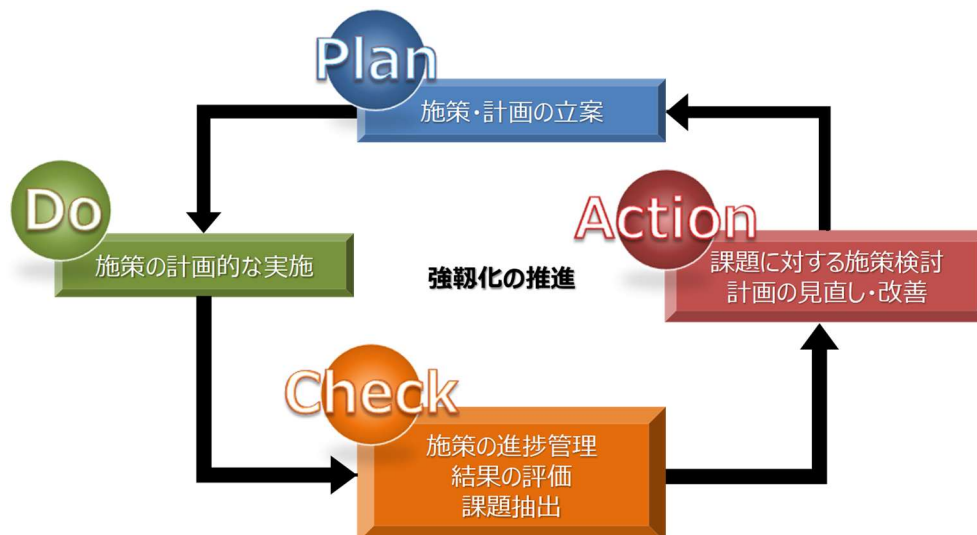 Plan
施策・計画の立案
Do
施策の計画的な実施
Action
課題に対する施策検討
計画の見直し・改善
強靱化の推進
Check
施策の進捗管理
結果の評価
課題抽出